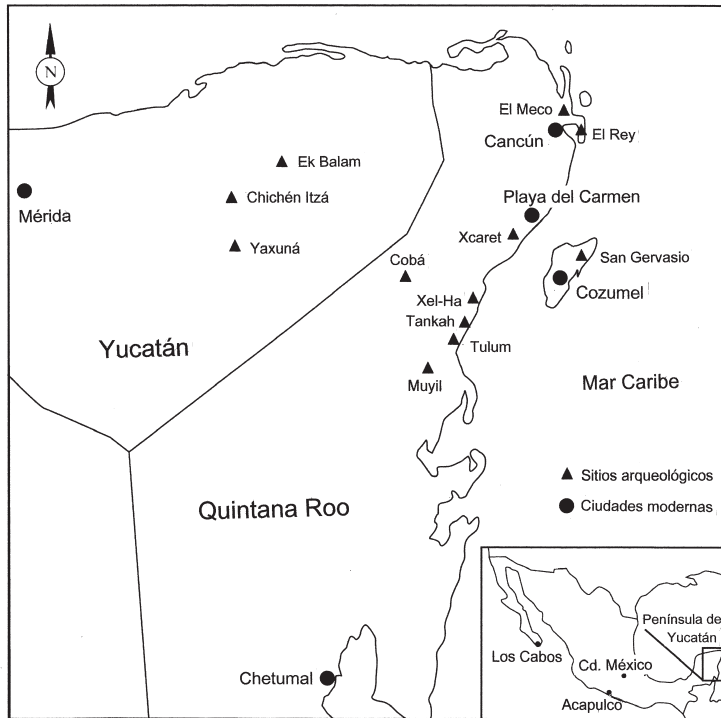 N
El Meco
Cancún
El Rey
Ek Balam
Mérida
Chichén Itzá
Playa del Carmen
Yaxuná
Xcaret
Cobá
San Gervasio
Cozumel
Xel-Ha
Tankah
Tulum
Yucatán
Muyil
Mar Caribe
Sitios arqueológicos
Quintana Roo
Ciudades modernas
Península de
Yucatán
Los Cabos
Cd. México
Chetumal
Acapulco